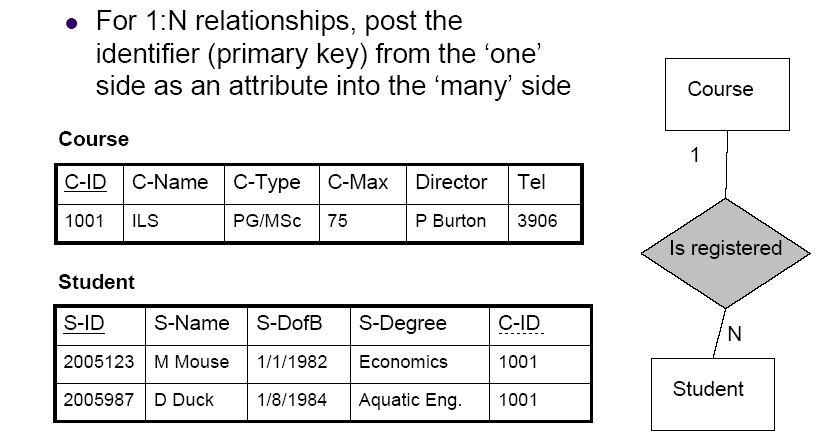 ● For 1:N relationships, post the
identifier (primary key) from the ‘one’
side as an attribute into the ‘many’ side
Course
C-ID C-Name C-Type C-Max Director Tel
1001 ILS PG/MSc 75 P Burton 3906
Student
S-ID S-Name S-DofB S-Degree C-ID
2005123 M Mouse 1/1/1982 Economics 1001
2005987 D Duck 1/8/1984 Aquatic Eng. 1001
Course
1
Is registered
N
Student